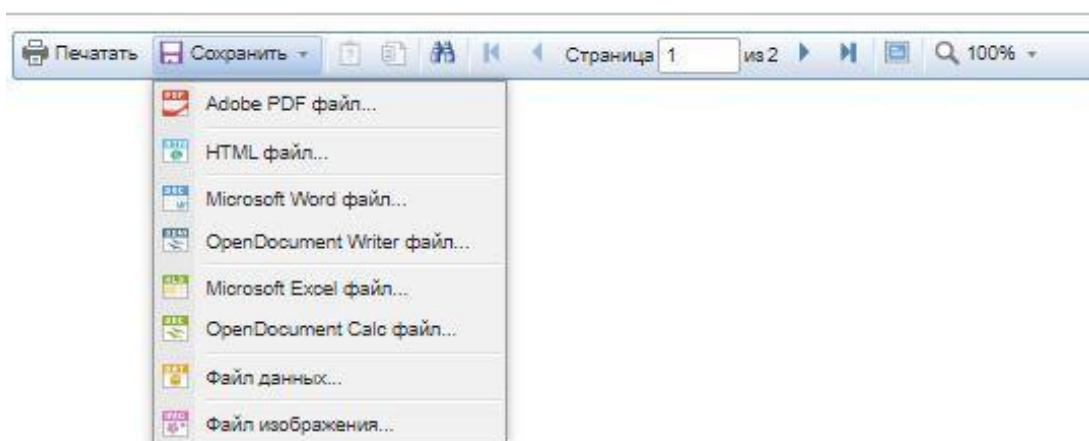 Печатать Сохранить Страница 1 из 2 100%
Adobe PDF файл...
HTML файл...
Microsoft Word файл...
OpenDocument Writer файл...
Microsoft Excel файл...
OpenDocument Calc файл...
Файл данных...
Файл изображения...